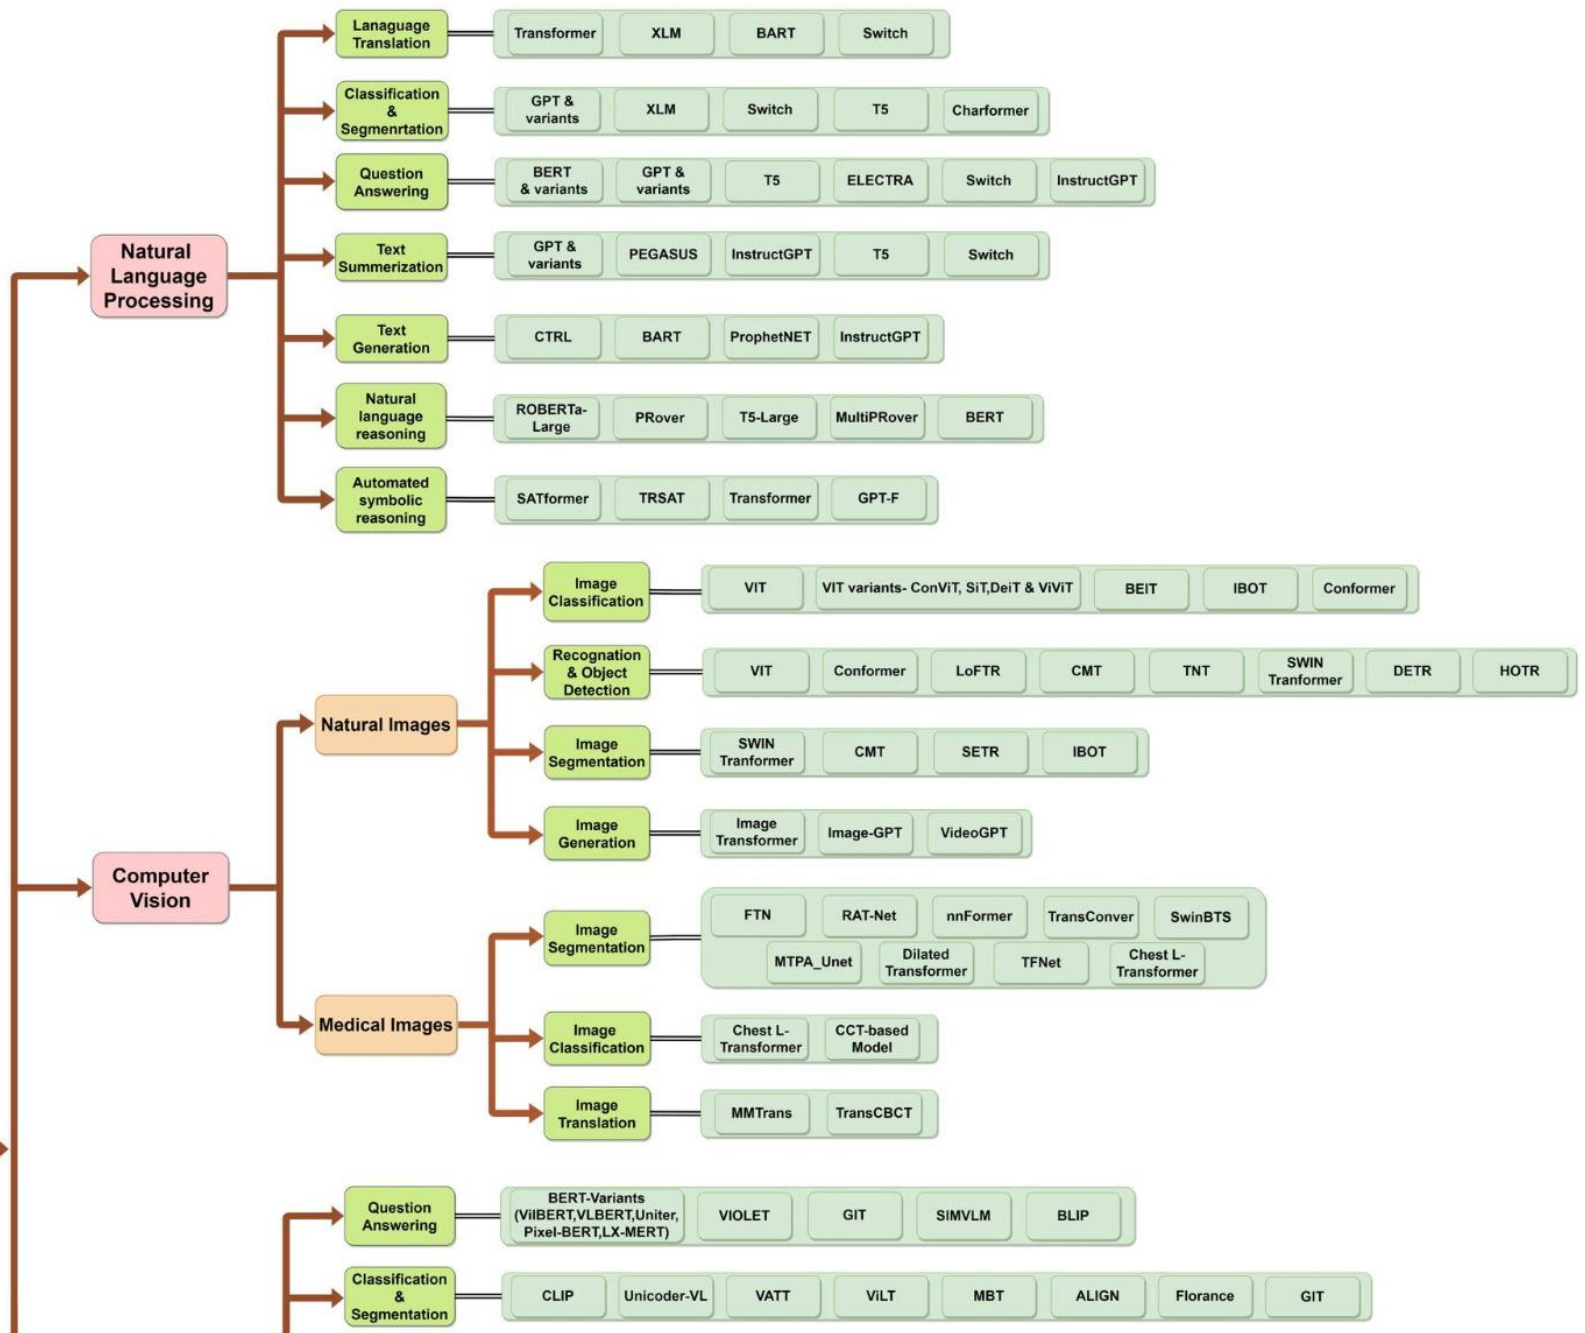 Lanaguage
Translation
Transformer
XLM
BART
Switch
Classification
&
Segmenrtation
GPT &
variants
XLM
Switch
T5
Charformer
Question
Answering
BERT
& variants
GPT &
variants
T5
ELECTRA
Switch
InstructGPT
Natural
Language
Processing
Text
Summerization
GPT &
variants
PEGASUS
InstructGPT
T5
Switch
Text
Generation
CTRL
BART
ProphetNET
InstructGPT
Natural
language
reasoning
ROBERTa-
Large
PRover
T5-Large
MultiPRover
BERT
Automated
symbolic
reasoning
SATformer
TRSAT
Transformer
GPT-F
Computer
Vision
Natural Images
Image
Classification
VIT
VIT variants- ConViT, SiT,DeiT & ViViT
BEIT
IBOT
Conformer
Recognation
& Object
Detection
VIT
Conformer
LoFTR
CMT
TNT
SWIN
Tranformer
DETR
HOTR
Image
Segmentation
SWIN
Tranformer
CMT
SETR
IBOT
Image
Generation
Image
Transformer
Image-GPT
VideoGPT
Medical Images
Image
Segmentation
FTN
RAT-Net
nnFormer
TransConver
SwinBTS
MTPA_Unet
Dilated
Transformer
TFNet
Chest L-
Transformer
Image
Classification
Chest L-
Transformer
CCT-based
Model
Image
Translation
MMTrans
TransCBCT
Question
Answering
BERT-Variants
(VilBERT,VLBERT,Uniter,
Pixel-BERT,LX-MERT)
VIOLET
GIT
SIMVLM
BLIP
Classification
&
Segmentation
CLIP
Unicoder-VL
VATT
ViLT
MBT
ALIGN
Florance
GIT